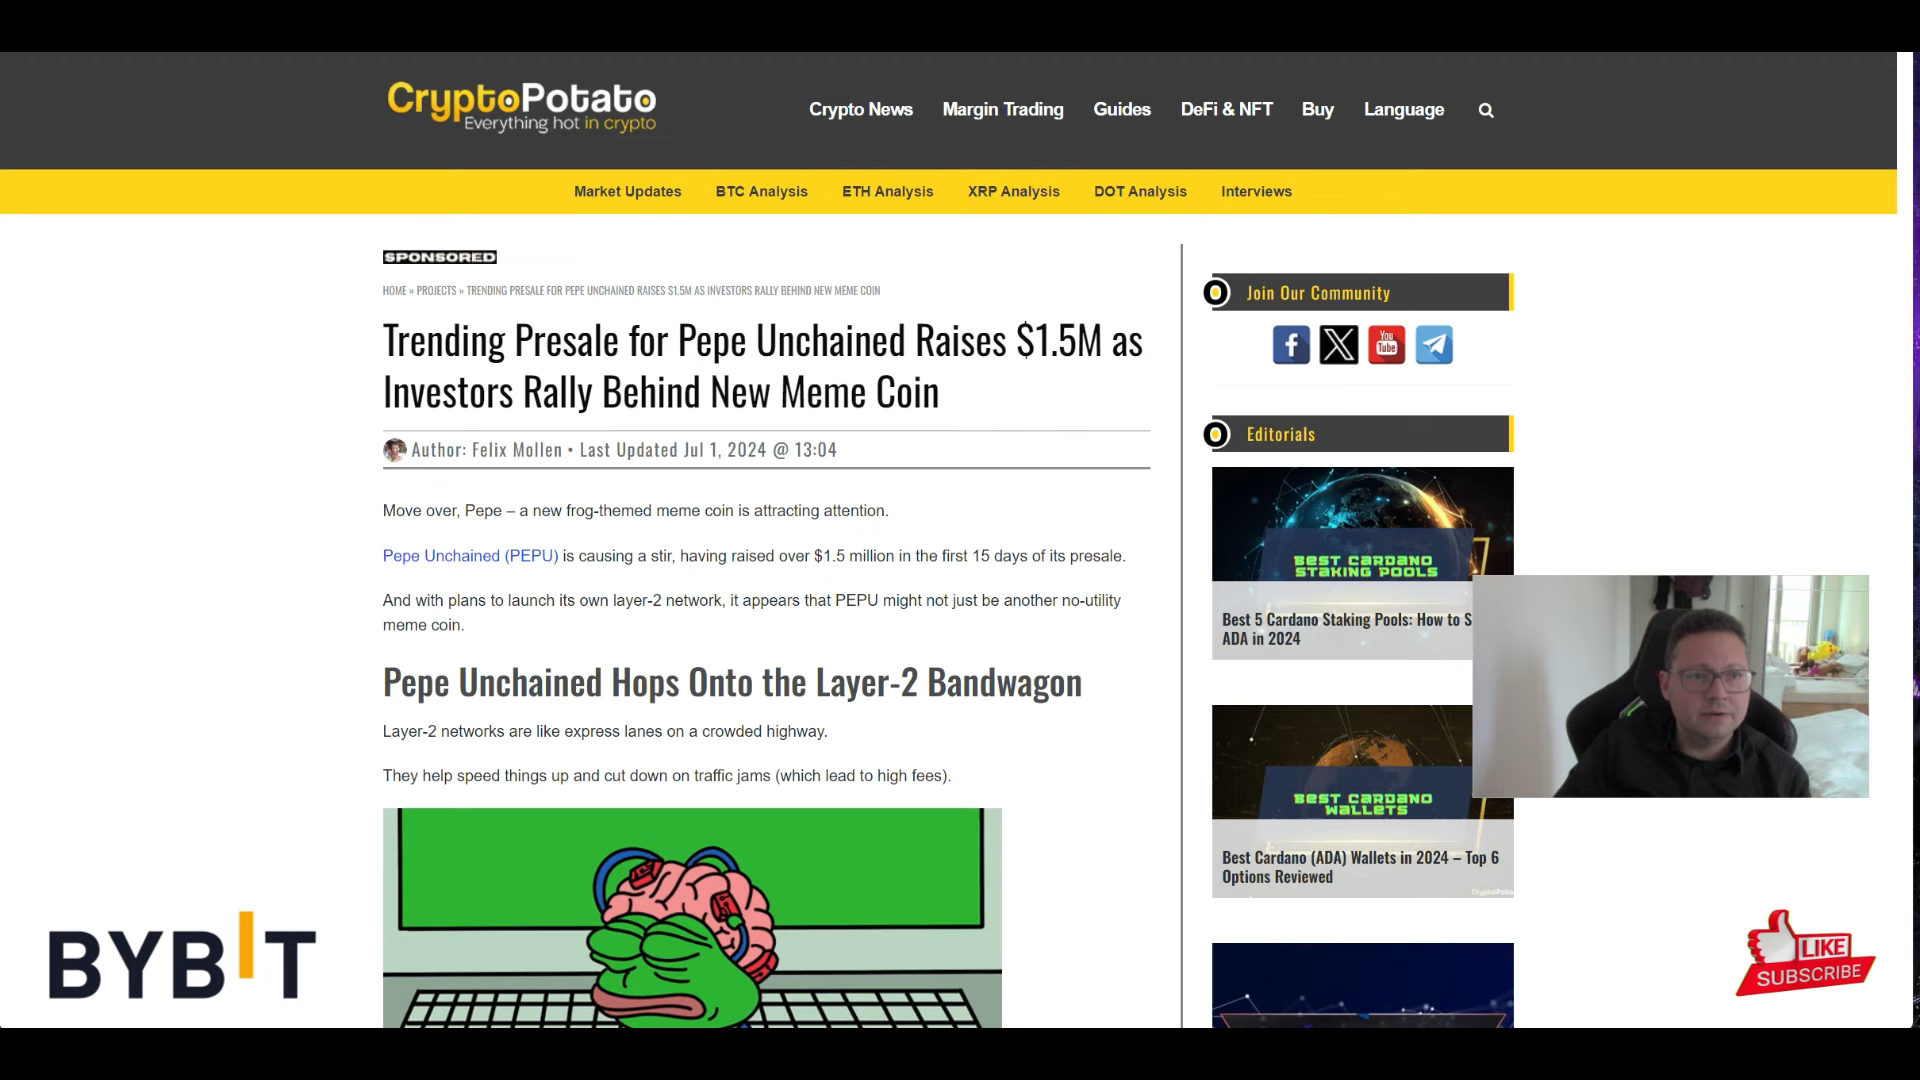 CryptoPotato
Everything hot in crypto
Crypto News Margin Trading Guides DeFi & NFT Buy Language
Market Updates BTC Analysis ETH Analysis XRP Analysis DOT Analysis Interviews
SPONSORED
HOME » PROJECTS » TRENDING PRESALE FOR PEPE UNCHAINED RAISES $1.5M AS INVESTORS RALLY BEHIND NEW MEME COIN
Trending Presale for Pepe Unchained Raises $1.5M as
Investors Rally Behind New Meme Coin
Author: Felix Mollen • Last Updated Jul 1, 2024 @ 13:04
Move over, Pepe – a new frog-themed meme coin is attracting attention.
Pepe Unchained (PEPU) is causing a stir, having raised over $1.5 million in the first 15 days of its presale.
And with plans to launch its own layer-2 network, it appears that PEPU might not just be another no-utility
meme coin.
Pepe Unchained Hops Onto the Layer-2 Bandwagon
Layer-2 networks are like express lanes on a crowded highway.
They help speed things up and cut down on traffic jams (which lead to high fees).
Join Our Community
You
Tube
Editorials
BEST CARDANO
STAKING POOLS
Best 5 Cardano Staking Pools: How to S
ADA in 2024
BEST CARDANO
WALLETS
Best Cardano (ADA) Wallets in 2024 – Top 6
Options Reviewed
CryptoPota
BYBIT
LIKE
SUBSCRIBE